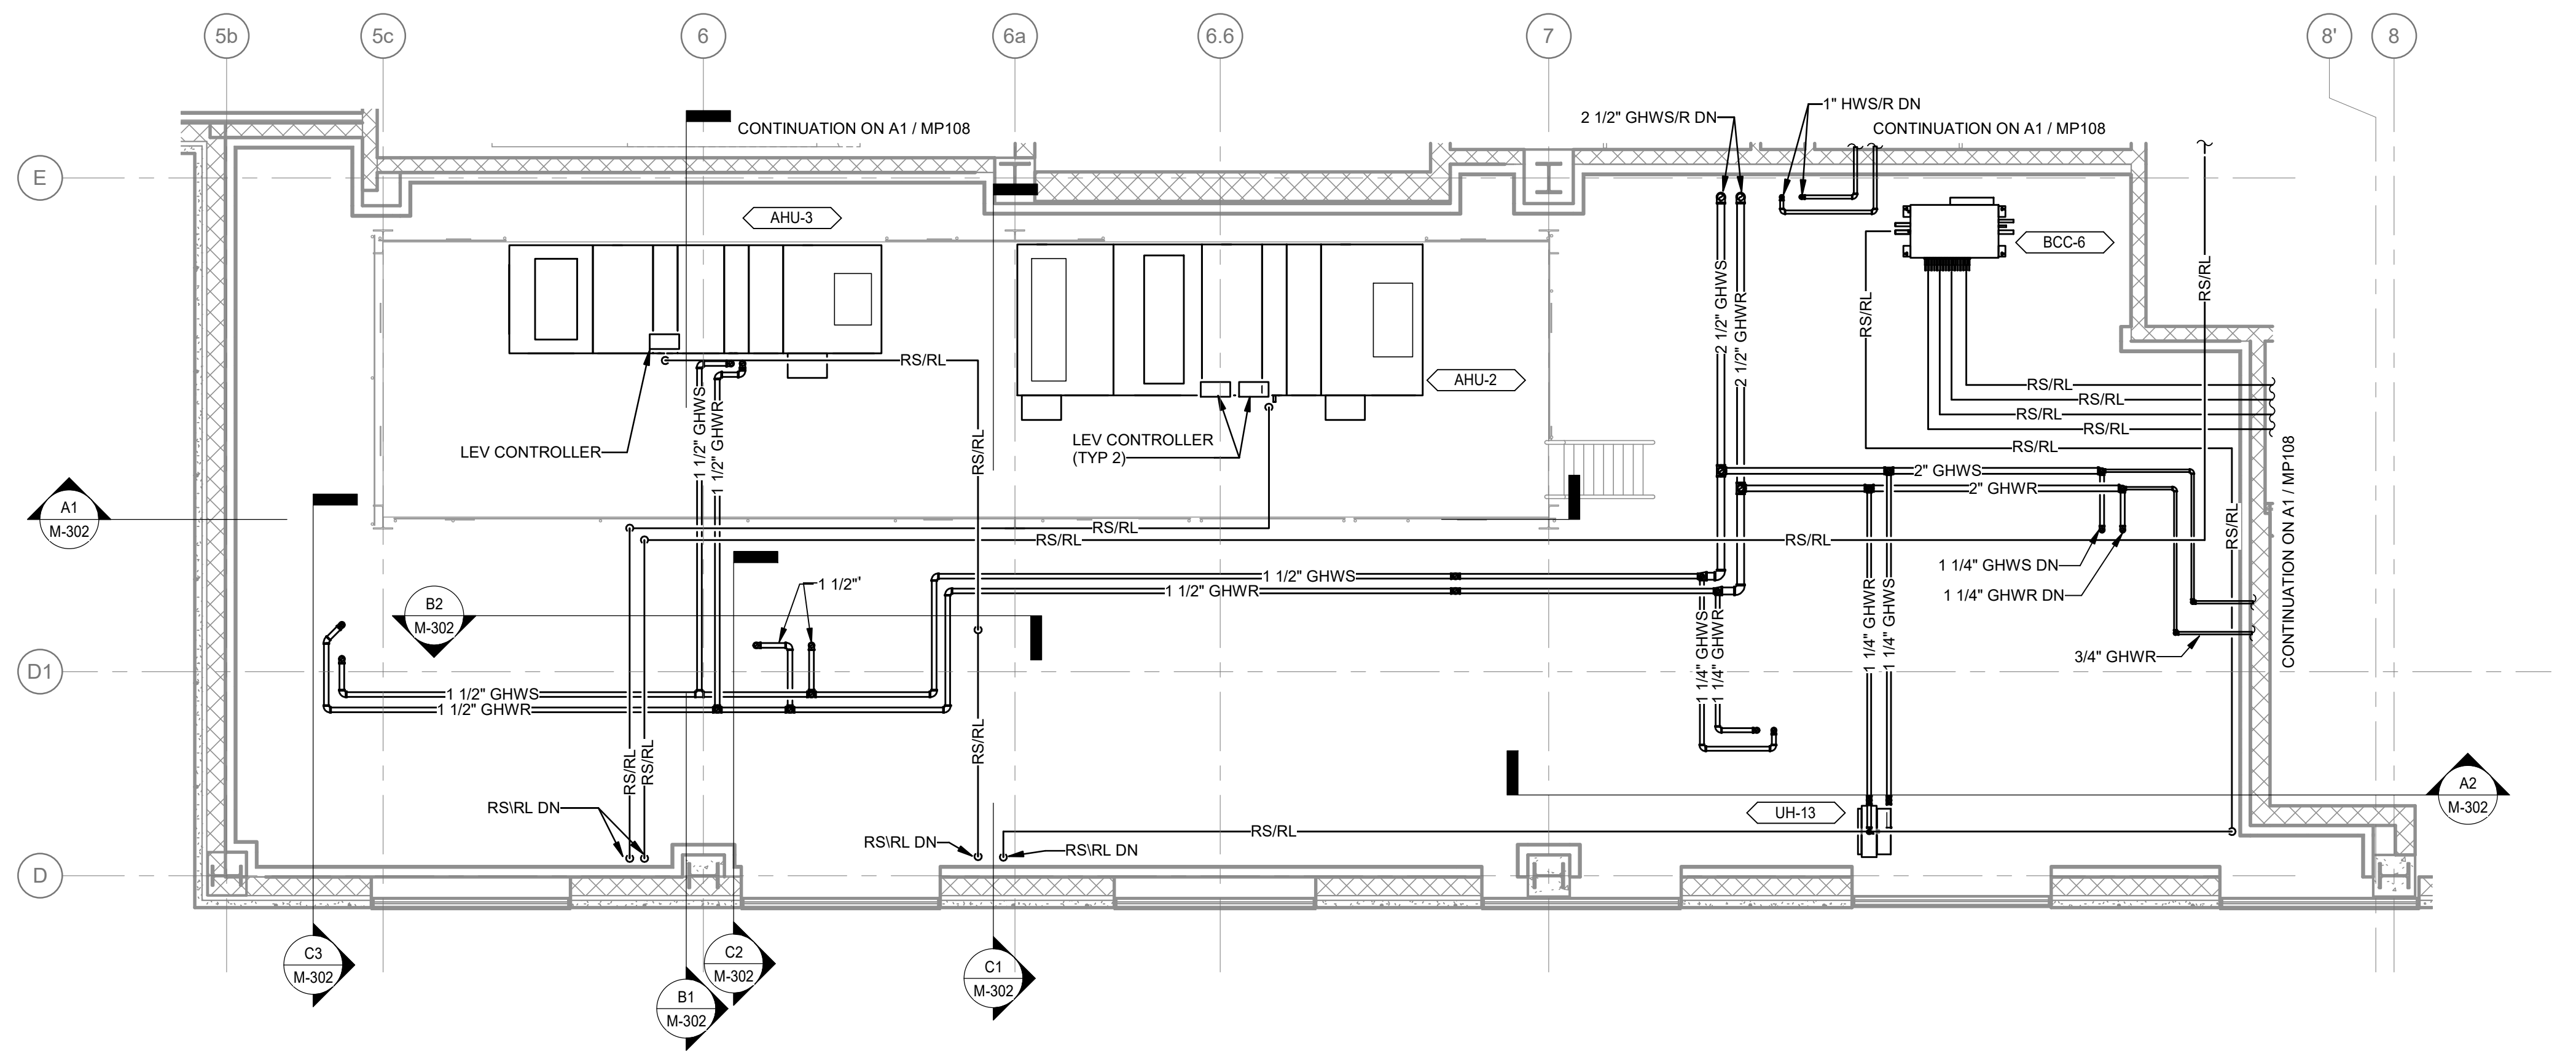 5b
5c
6
6a
6.6
7
8'
8
CONTINUATION ON A1 / MP108
2 1/2" GHWS/R DN
1" HWS/R DN
CONTINUATION ON A1 / MP108
E
AHU-3
BCC-6
2 1/2" GHWS
2 1/2" GHWR
RS/RL
RS/RL
RS/RL
AHU-2
RS/RL
RS/RL
RS/RL
RS/RL
RS/RL
1 1/2" GHWS
1 1/2" GHWR
LEV CONTROLLER
LEV CONTROLLER
(TYP 2)
RS/RL
2" GHWS
2" GHWR
A1
M-302
RS/RL
RS/RL
RS/RL
RS/RL
CONTINUATION ON A1 / MP108
1 1/4" GHWS DN
1 1/4" GHWR DN
1 1/2"'
1 1/2" GHWS
1 1/2" GHWR
B2
M-302
1 1/4" GHWS
1 1/4" GHWR
1 1/4" GHWR
1 1/4" GHWS
3/4" GHWR
D1
1 1/2" GHWS
1 1/2" GHWR
RS/RL
RS/RL
RS/RL
A2
M-302
RS\RL DN
UH-13
RS/RL
RS\RL DN
RS\RL DN
D
C3
M-302
C2
M-302
B1
M-302
C1
M-302